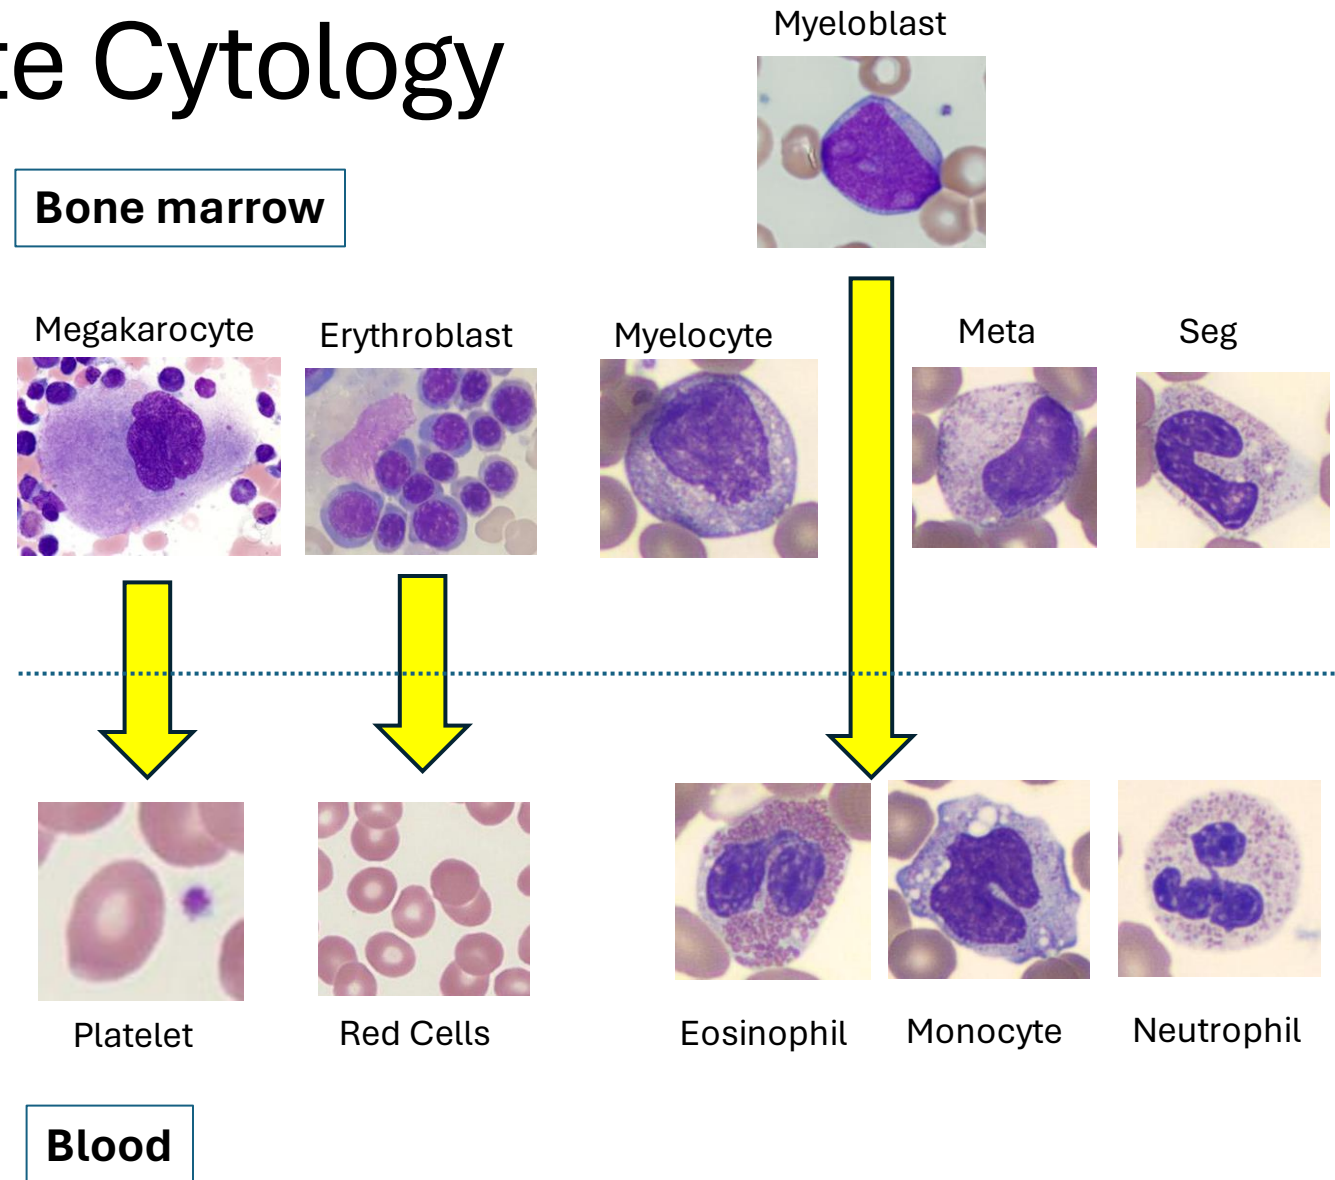 te Cytology
Myeloblast
Bone marrow
Megakarocyte
Erythroblast
Myelocyte
Meta
Seg
Platelet
Red Cells
Eosinophil
Monocyte
Neutrophil
Blood